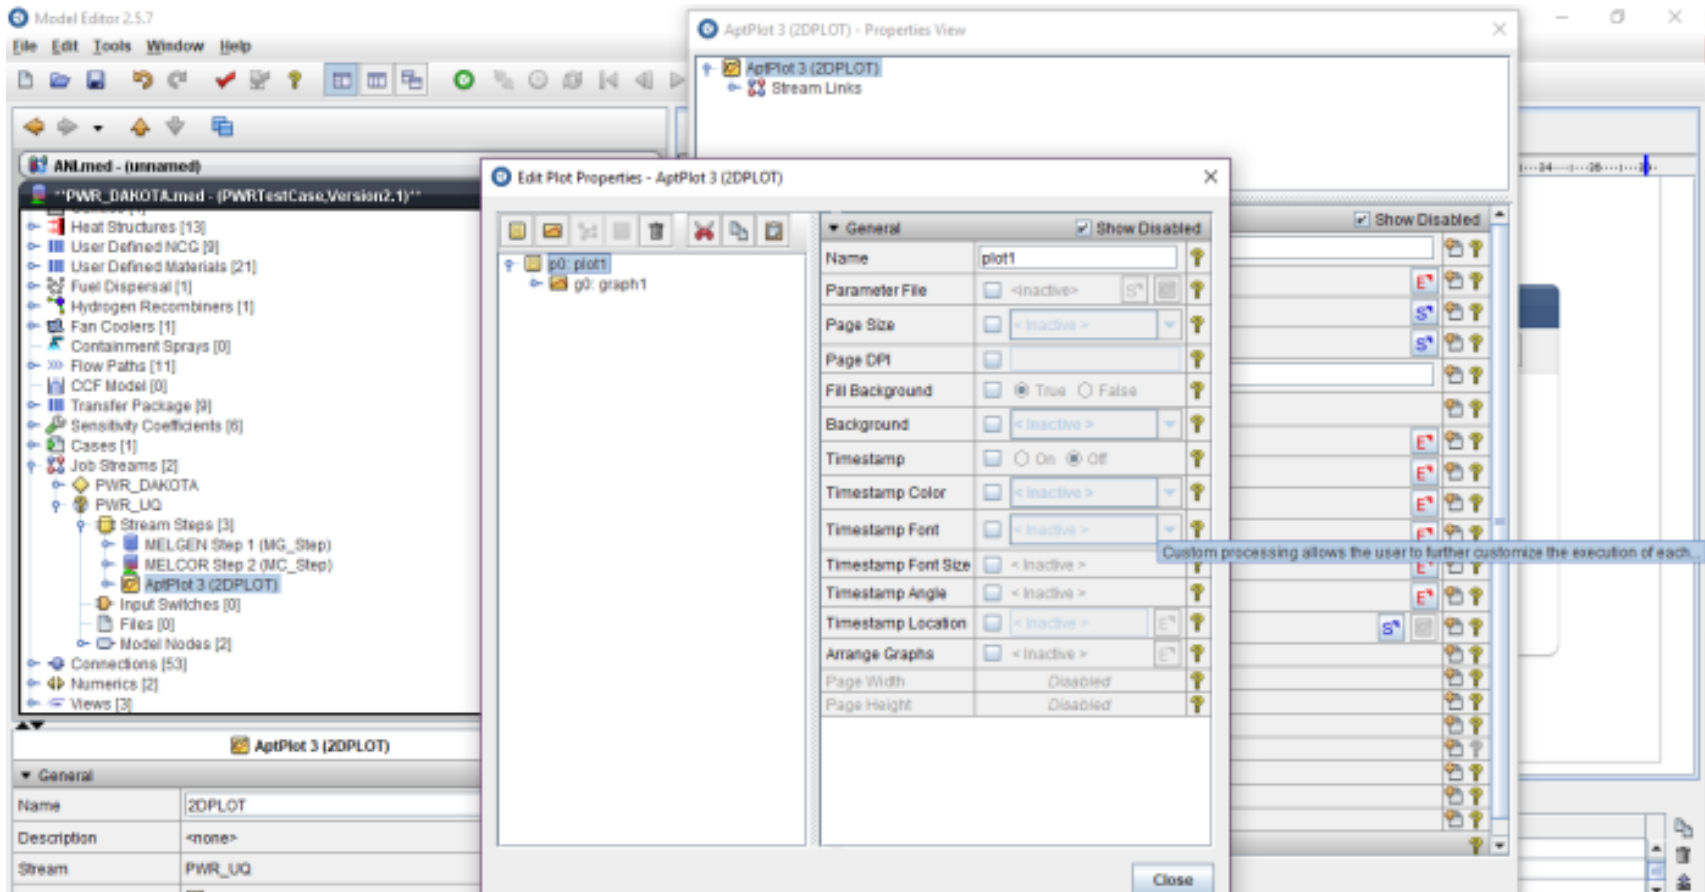 Model Editor 2.5.7
File Edit Tools Window Help
ANI.med - (unnamed)
**PWR_DAKOTA.med - (PWRTestCase,Version2.1)**
Heat Structures [13]
User Defined NCG [9]
User Defined Materials [21]
Fuel Dispersal [1]
Hydrogen Recombiners [1]
Fan Coolers [1]
Containment Sprays [0]
Flow Paths [11]
CCF Model [0]
Transfer Package [9]
Sensitivity Coefficients [6]
Cases [1]
Job Streams [2]
PWR_DAKOTA
PWR_UQ
Stream Steps [3]
MELGEN Step 1 (MG_Step)
MELCOR Step 2 (MC_Step)
AptPlot 3 (2DPLOT)
Input Switches [0]
Files [0]
Model Nodes [2]
Connections [53]
Numerics [2]
Views [3]
AptPlot 3 (2DPLOT)
General
Name 2DPLOT
Description <none>
Stream PWR_UQ
AptPlot 3 (2DPLOT) - Properties View
AptPlot 3 (2DPLOT)
Stream Links
Show Disabled
Edit Plot Properties - AptPlot 3 (2DPLOT)
p0: plot1
g0: graph1
General Show Disabled
Name plot1
Parameter File <Inactive> S
Page Size < Inactive >
Page DPI
Fill Background True False
Background < Inactive >
Timestamp On Off
Timestamp Color < Inactive >
Timestamp Font < Inactive >
Custom processing allows the user to further customize the execution of each...
Timestamp Font Size < Inactive >
Timestamp Angle < Inactive >
Timestamp Location < Inactive > E
Arrange Graphs < Inactive > E
Page Width Disabled
Page Height Disabled
Close